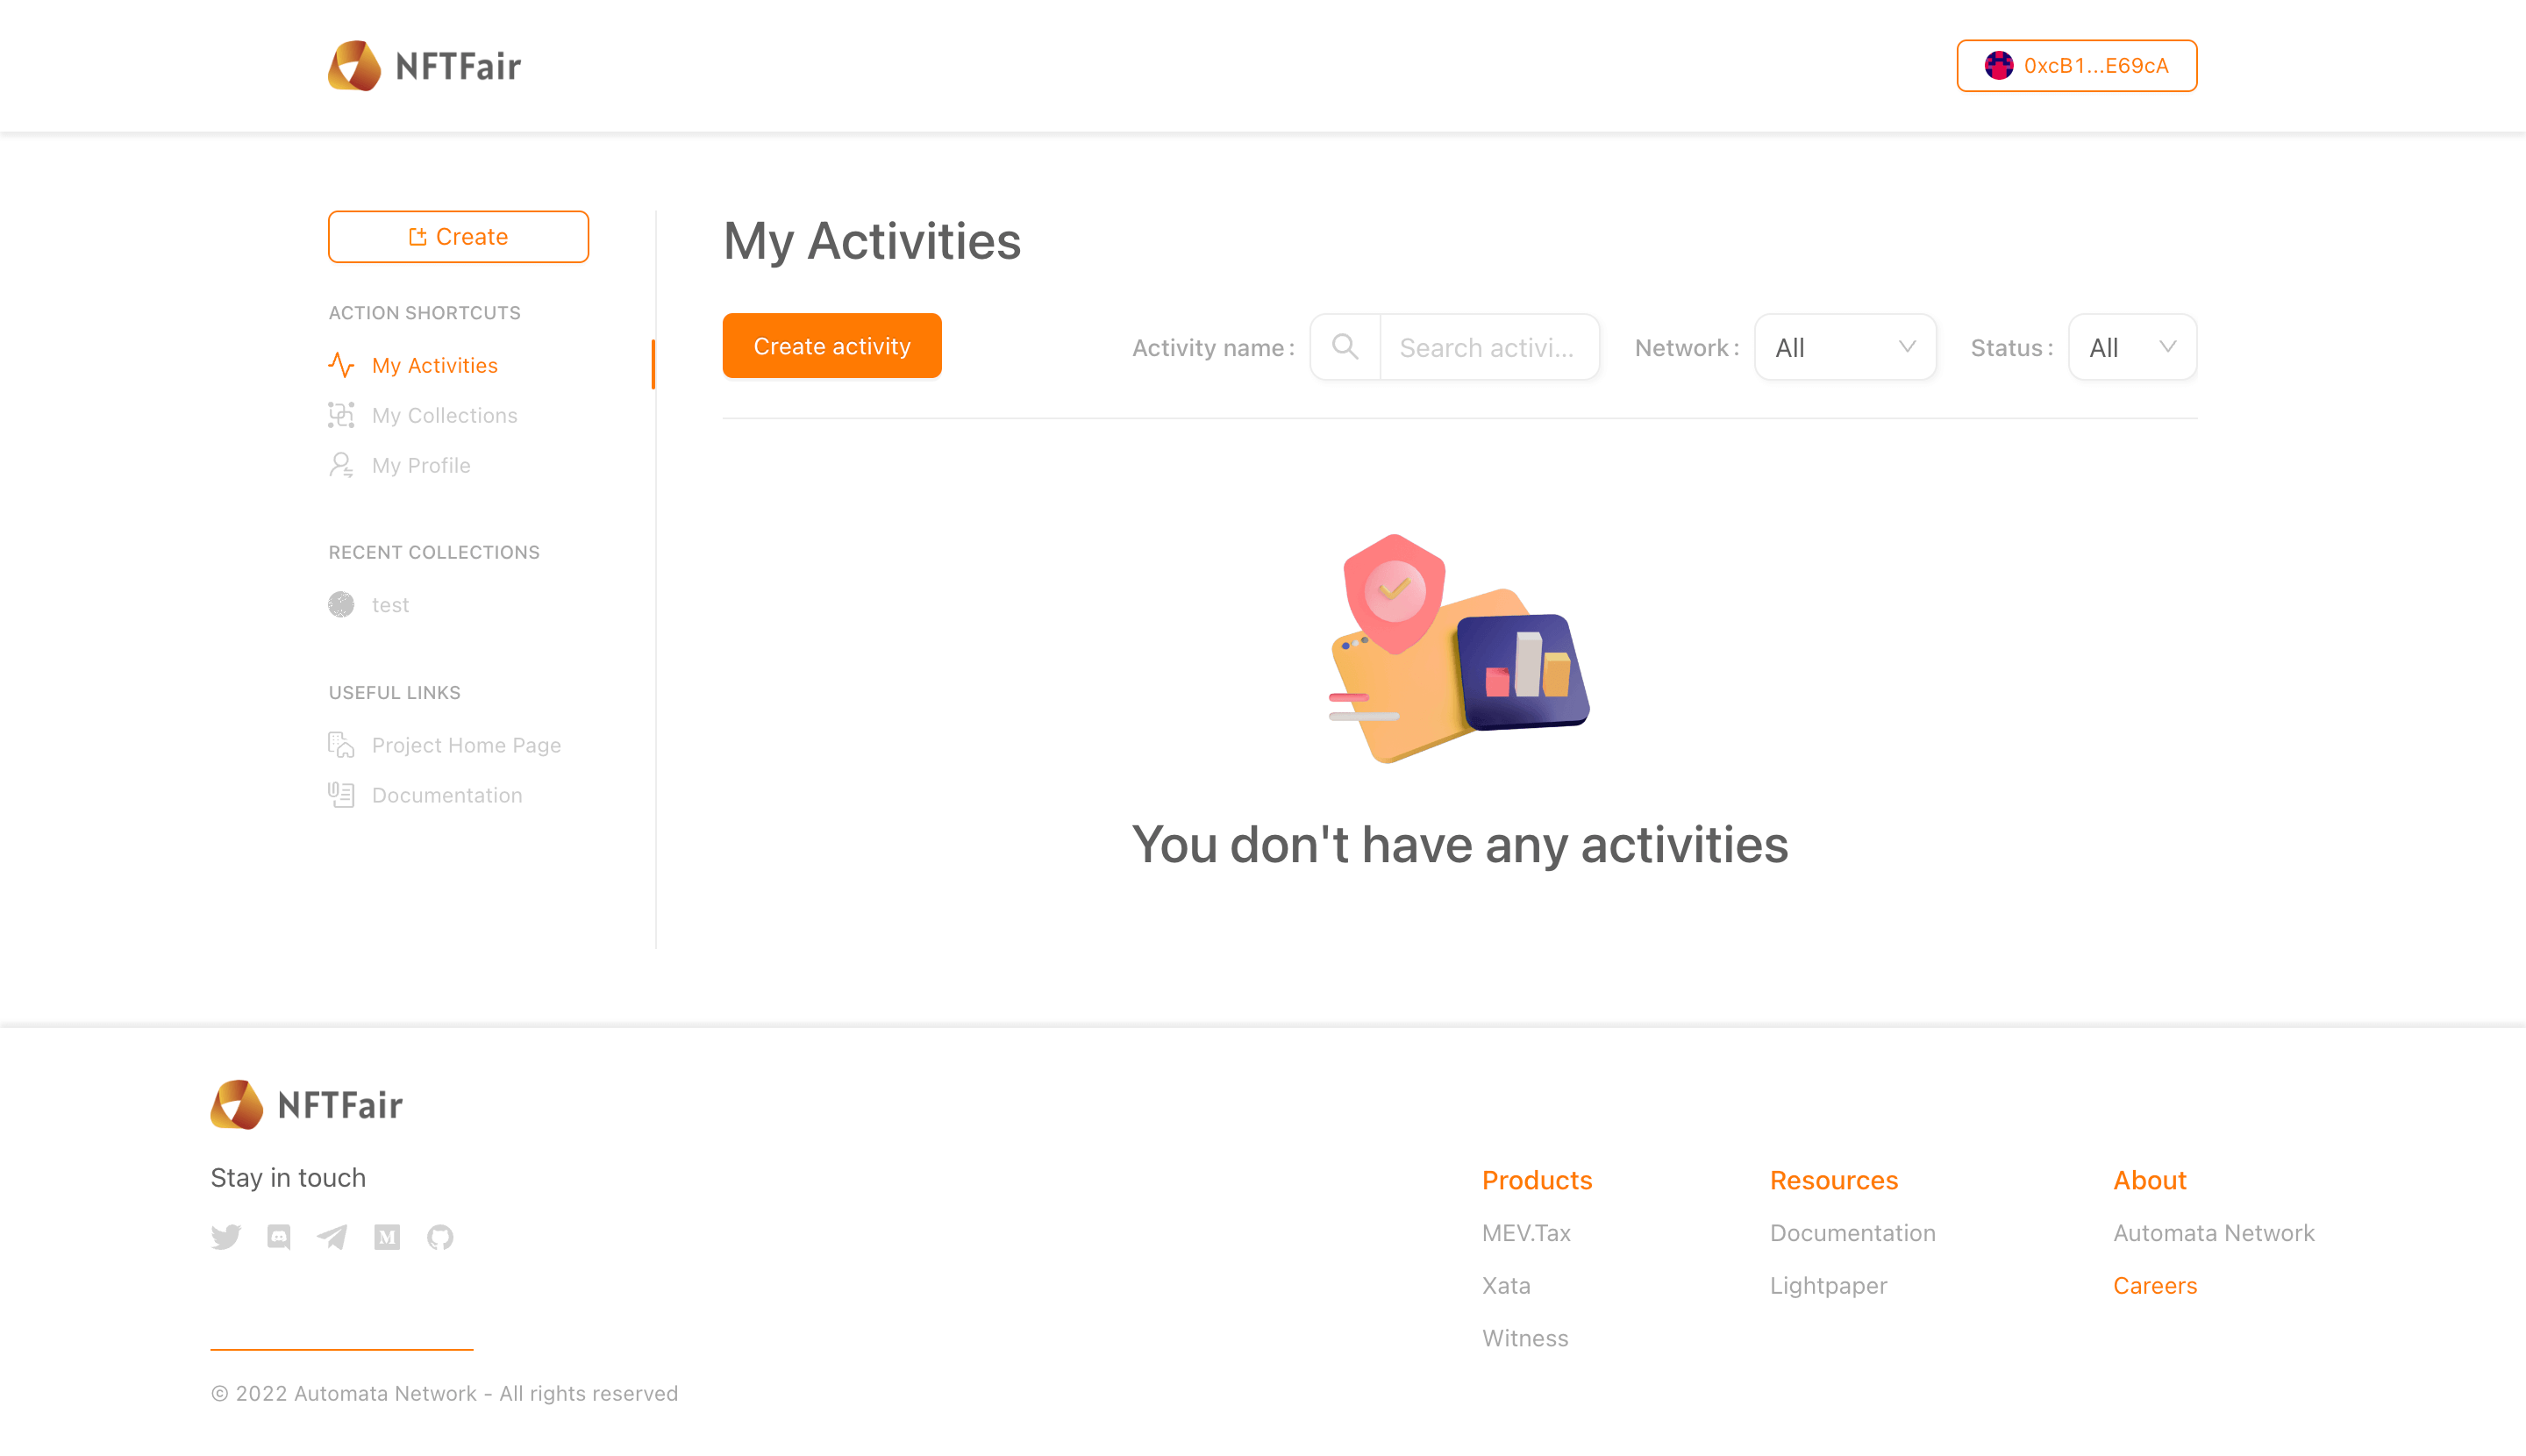 NFTFair
0xcB1...E69cA
Create
ACTION SHORTCUTS
My Activities
My Collections
My Profile
RECENT COLLECTIONS
test
USEFUL LINKS
Project Home Page
Documentation
My Activities
Create activity
Activity name :
Search activi...
Network :
All
Status :
All
You don't have any activities
NFTFair
Stay in touch
M
Products
MEV.Tax
Xata
Witness
Resources
Documentation
Lightpaper
About
Automata Network
Careers
© 2022 Automata Network - All rights reserved